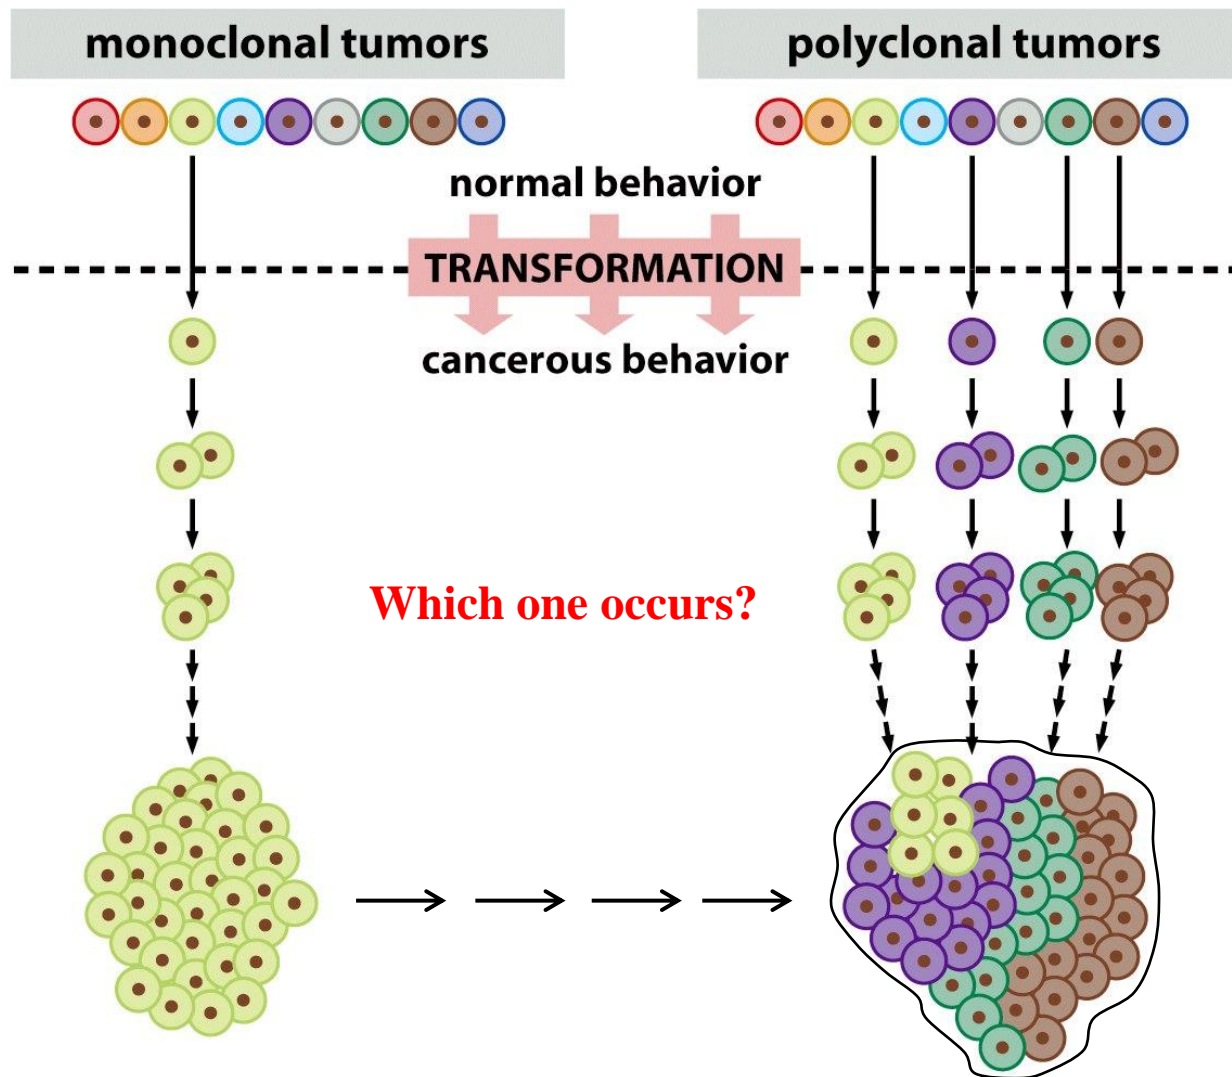 monoclonal tumors
polyclonal tumors
normal behavior
TRANSFORMATION
cancerous behavior
Which one occurs?